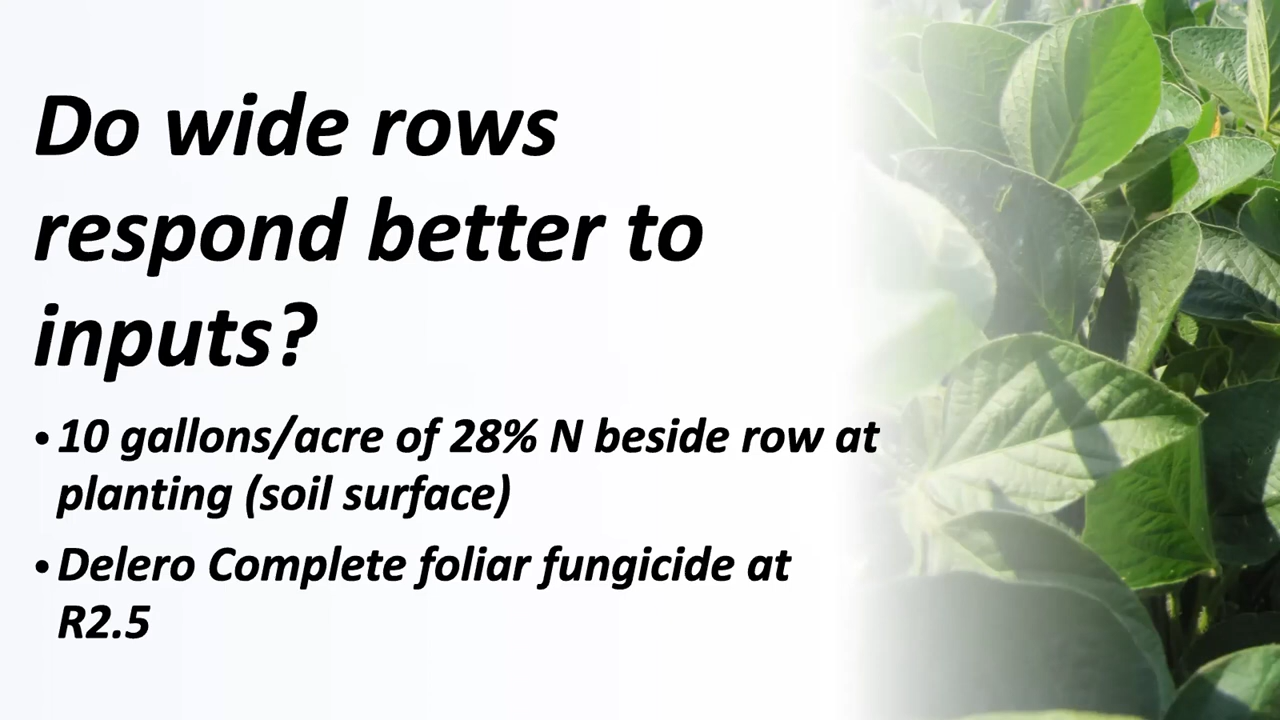 Do wide rows
respond better to
inputs?
• 10 gallons/acre of 28% N beside row at
planting (soil surface)
• Delero Complete foliar fungicide at
R2.5